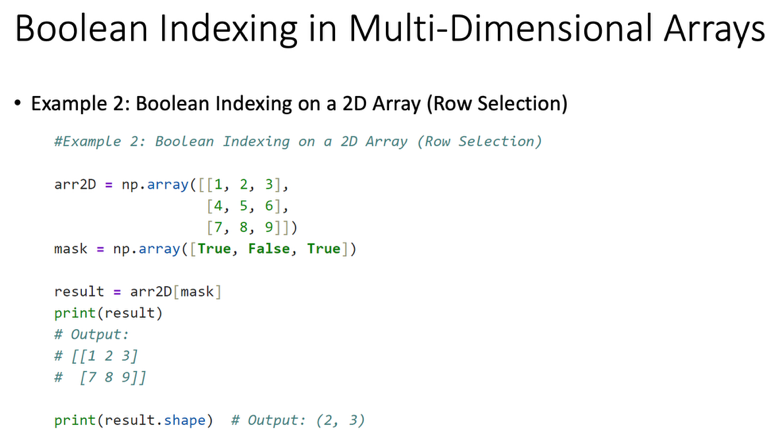 Boolean Indexing in Multi-Dimensional Arrays
• Example 2: Boolean Indexing on a 2D Array (Row Selection)
#Example 2: Boolean Indexing on a 2D Array (Row Selection)
arr2D = np.array([[1, 2, 3],
[4, 5, 6],
[7, 8, 9]])
mask = np.array([True, False, True])
result = arr2D[mask]
print(result)
# Output:
# [[1 2 3]
#  [7 8 9]]
print(result.shape)  # Output: (2, 3)